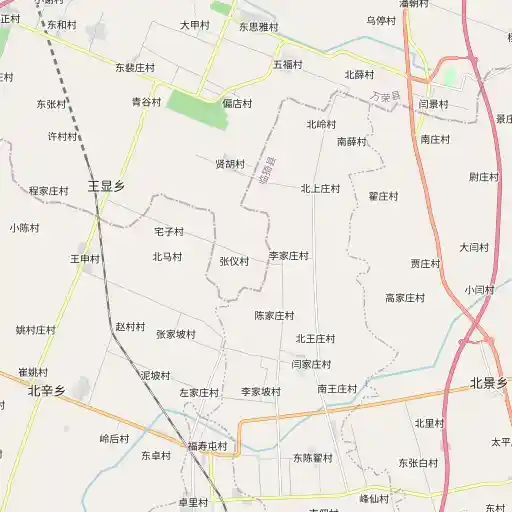 正村
东和村
大甲村
东思雅村
乌停村
潘朝村
东裴庄村
五福村
北薛村
万荣县
东张村
青谷村
偏店村
闫景村
许村村
北岭村
南薛村
南庄村
贤胡村
临猗县
尉庄村
程家庄村
王显乡
北上庄村
翟庄村
小陈村
宅子村
大闫村
王申村
北马村
张仪村
李家庄村
贾庄村
小闫村
高家庄村
姚村庄村
赵村村
张家坡村
陈家庄村
北王庄村
崔姚村
泥坡村
闫家庄村
北辛乡
左家庄村
李家坡村
南王庄村
北景乡
岭后村
北里村
福寿屯村
太平
东卓村
东陈翟村
东张白村
卓里村
峰仙村
东村